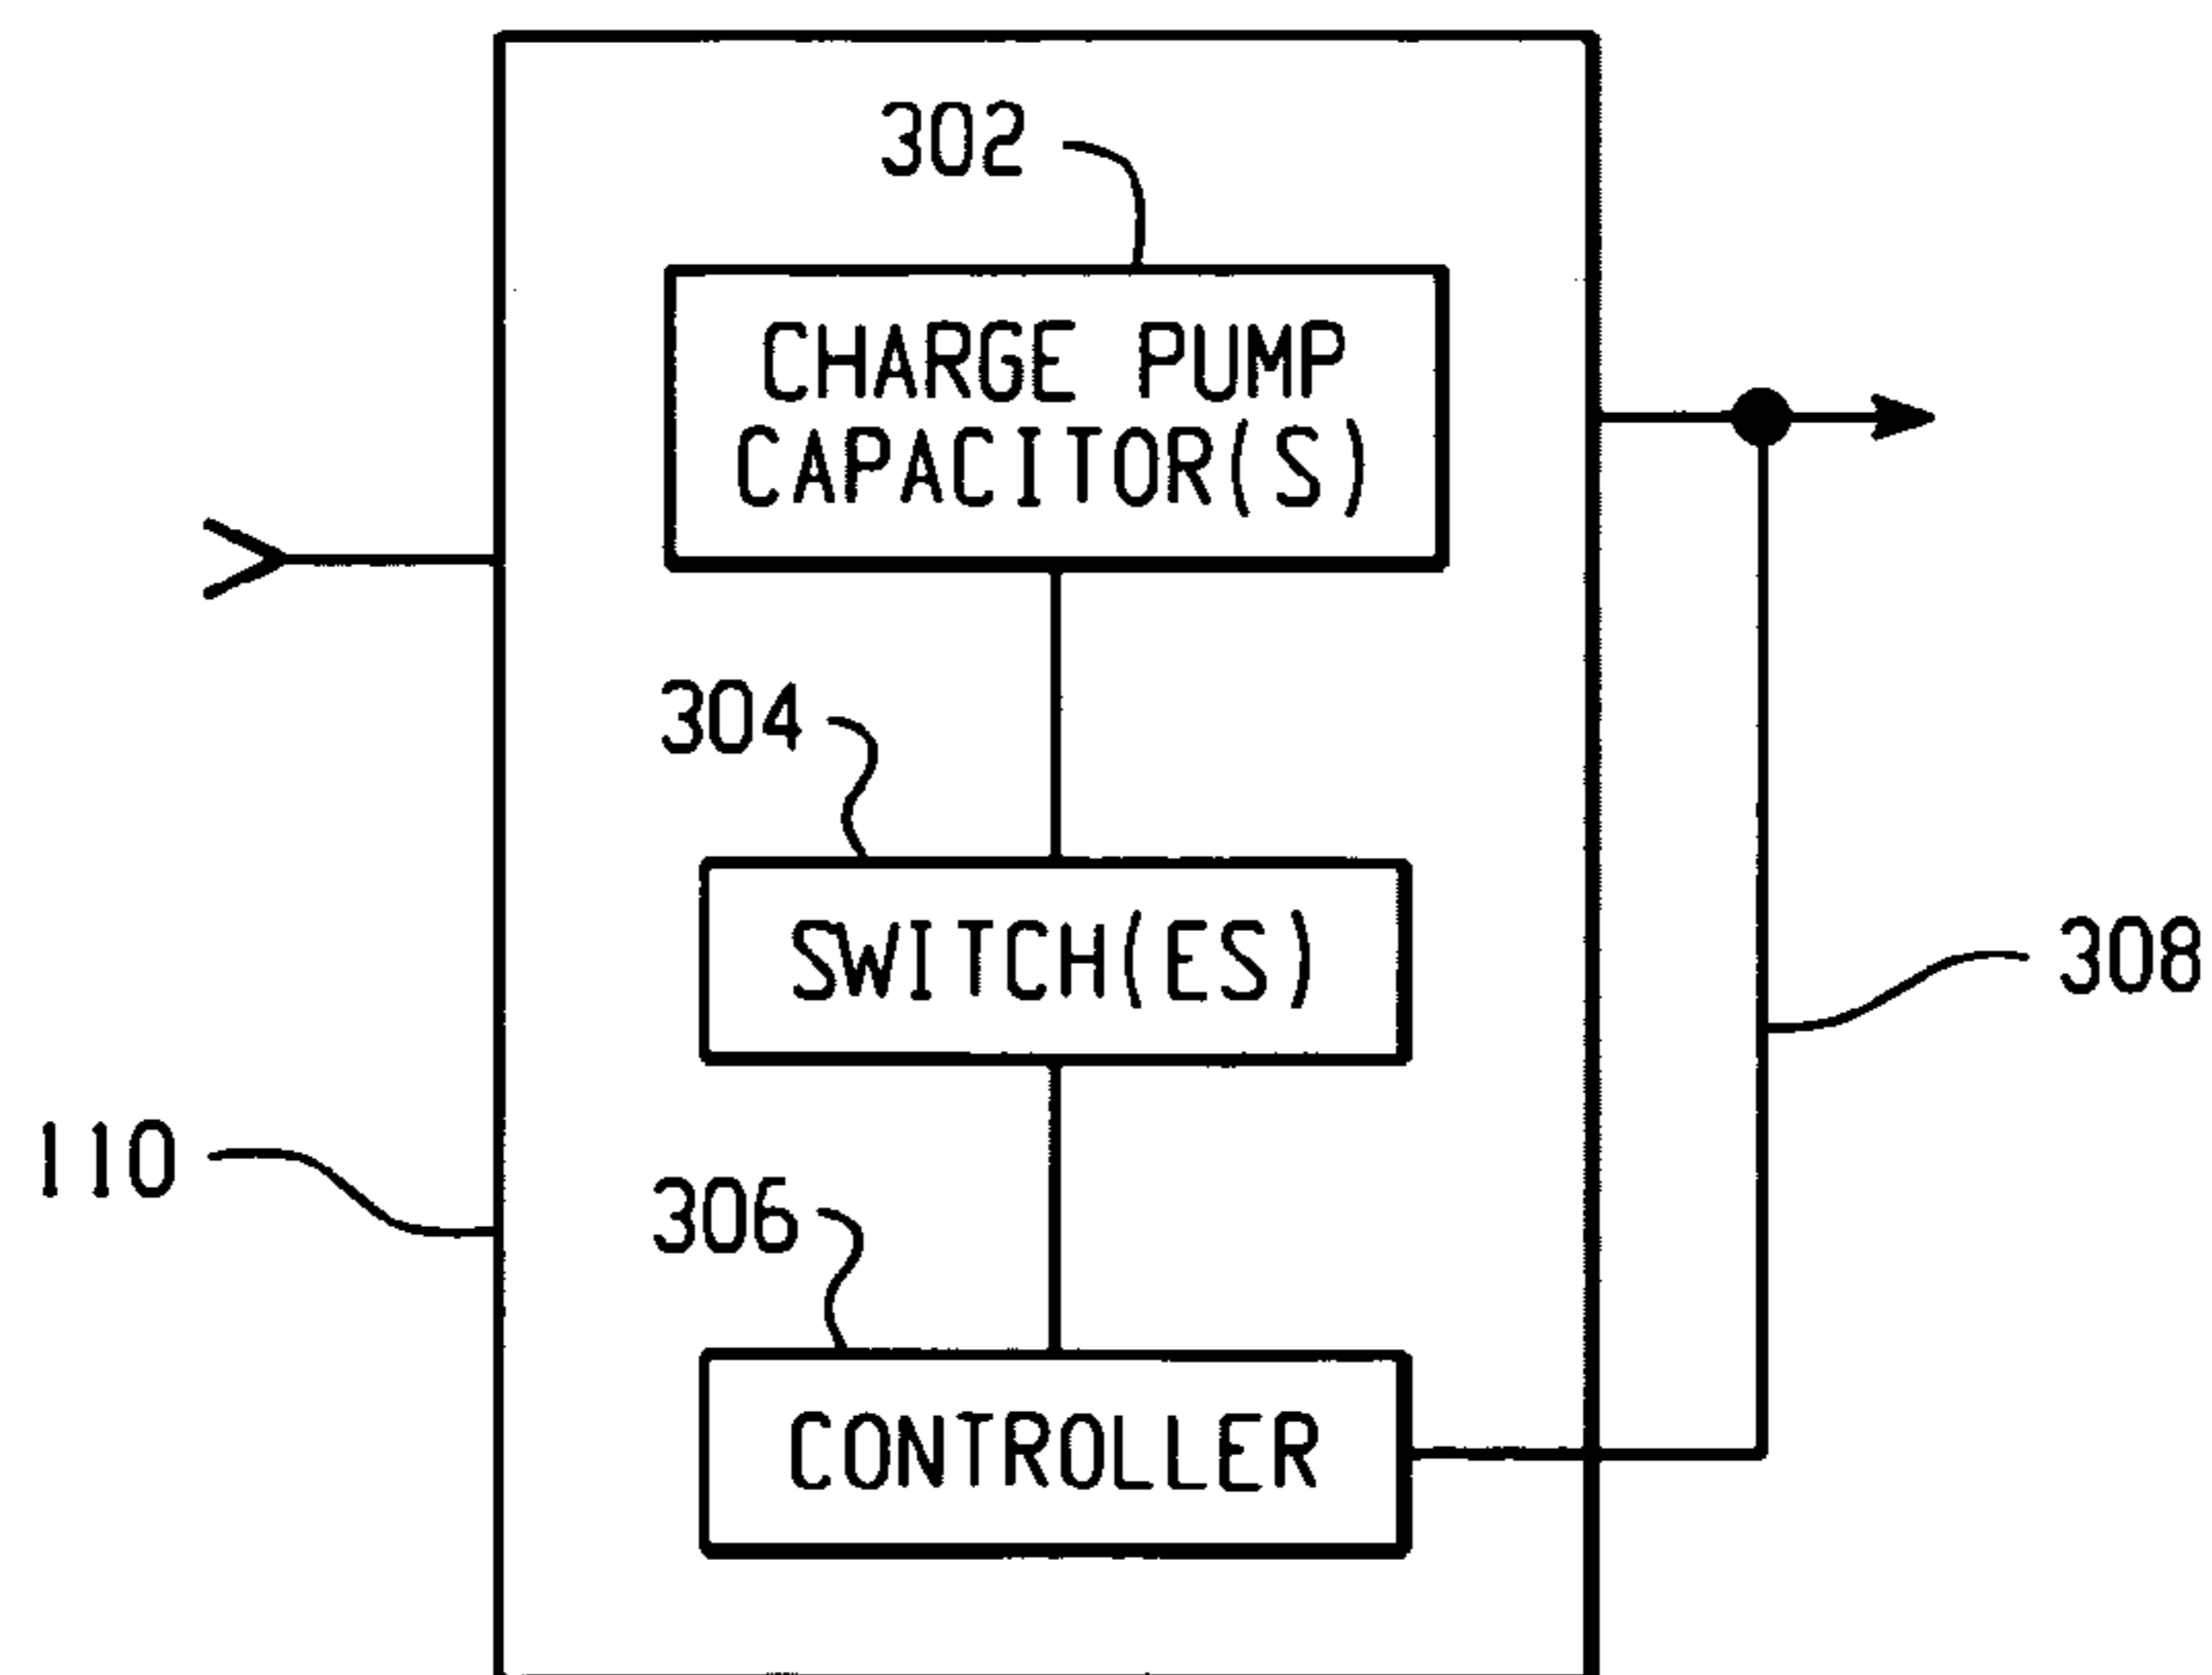 302
CHARGE PUMP
CAPACITOR(S)
304
SWITCH(ES)
308
110
306
CONTROLLER